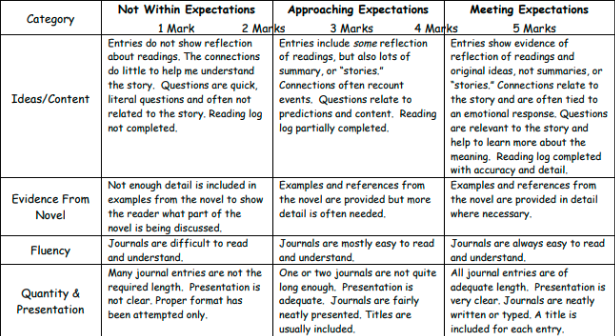 Category
Not Within Expectations
Approaching Expectations
Meeting Expectations
1 Mark 2 Marks 3 Marks 4 Marks 5 Marks
Ideas/Content
Entries do not show reflection
about readings. The connections
do little to help me understand
the story. Questions are quick,
literal questions and often not
related to the story. Reading log
not completed.
Entries include some reflection
of readings, but also lots of
summary, or “stories.”
Connections often recount
events. Questions relate to
predictions and content. Reading
log partially completed.
Entries show evidence of
reflection of readings and
original ideas, not summaries, or
“stories.” Connections relate to
the story and are often tied to
an emotional response. Questions
are relevant to the story and
help to learn more about the
meaning. Reading log completed
with accuracy and detail.
Evidence From
Novel
Not enough detail is included in
examples from the novel to show
the reader what part of the
novel is being discussed.
Examples and references from
the novel are provided but more
detail is often needed.
Examples and references from
the novel are provided in detail
where necessary.
Fluency
Journals are difficult to read
and understand.
Journals are mostly easy to read
and understand.
Journals are always easy to read
and understand.
Quantity &
Presentation
Many journal entries are not the
required length. Presentation is
not clear. Proper format has
been attempted only.
One or two journals are not quite
long enough. Presentation is
adequate. Journals are fairly
neatly presented. Titles are
usually included.
All journal entries are of
adequate length. Presentation is
very clear. Journals are neatly
written or typed. A title is
included for each entry.